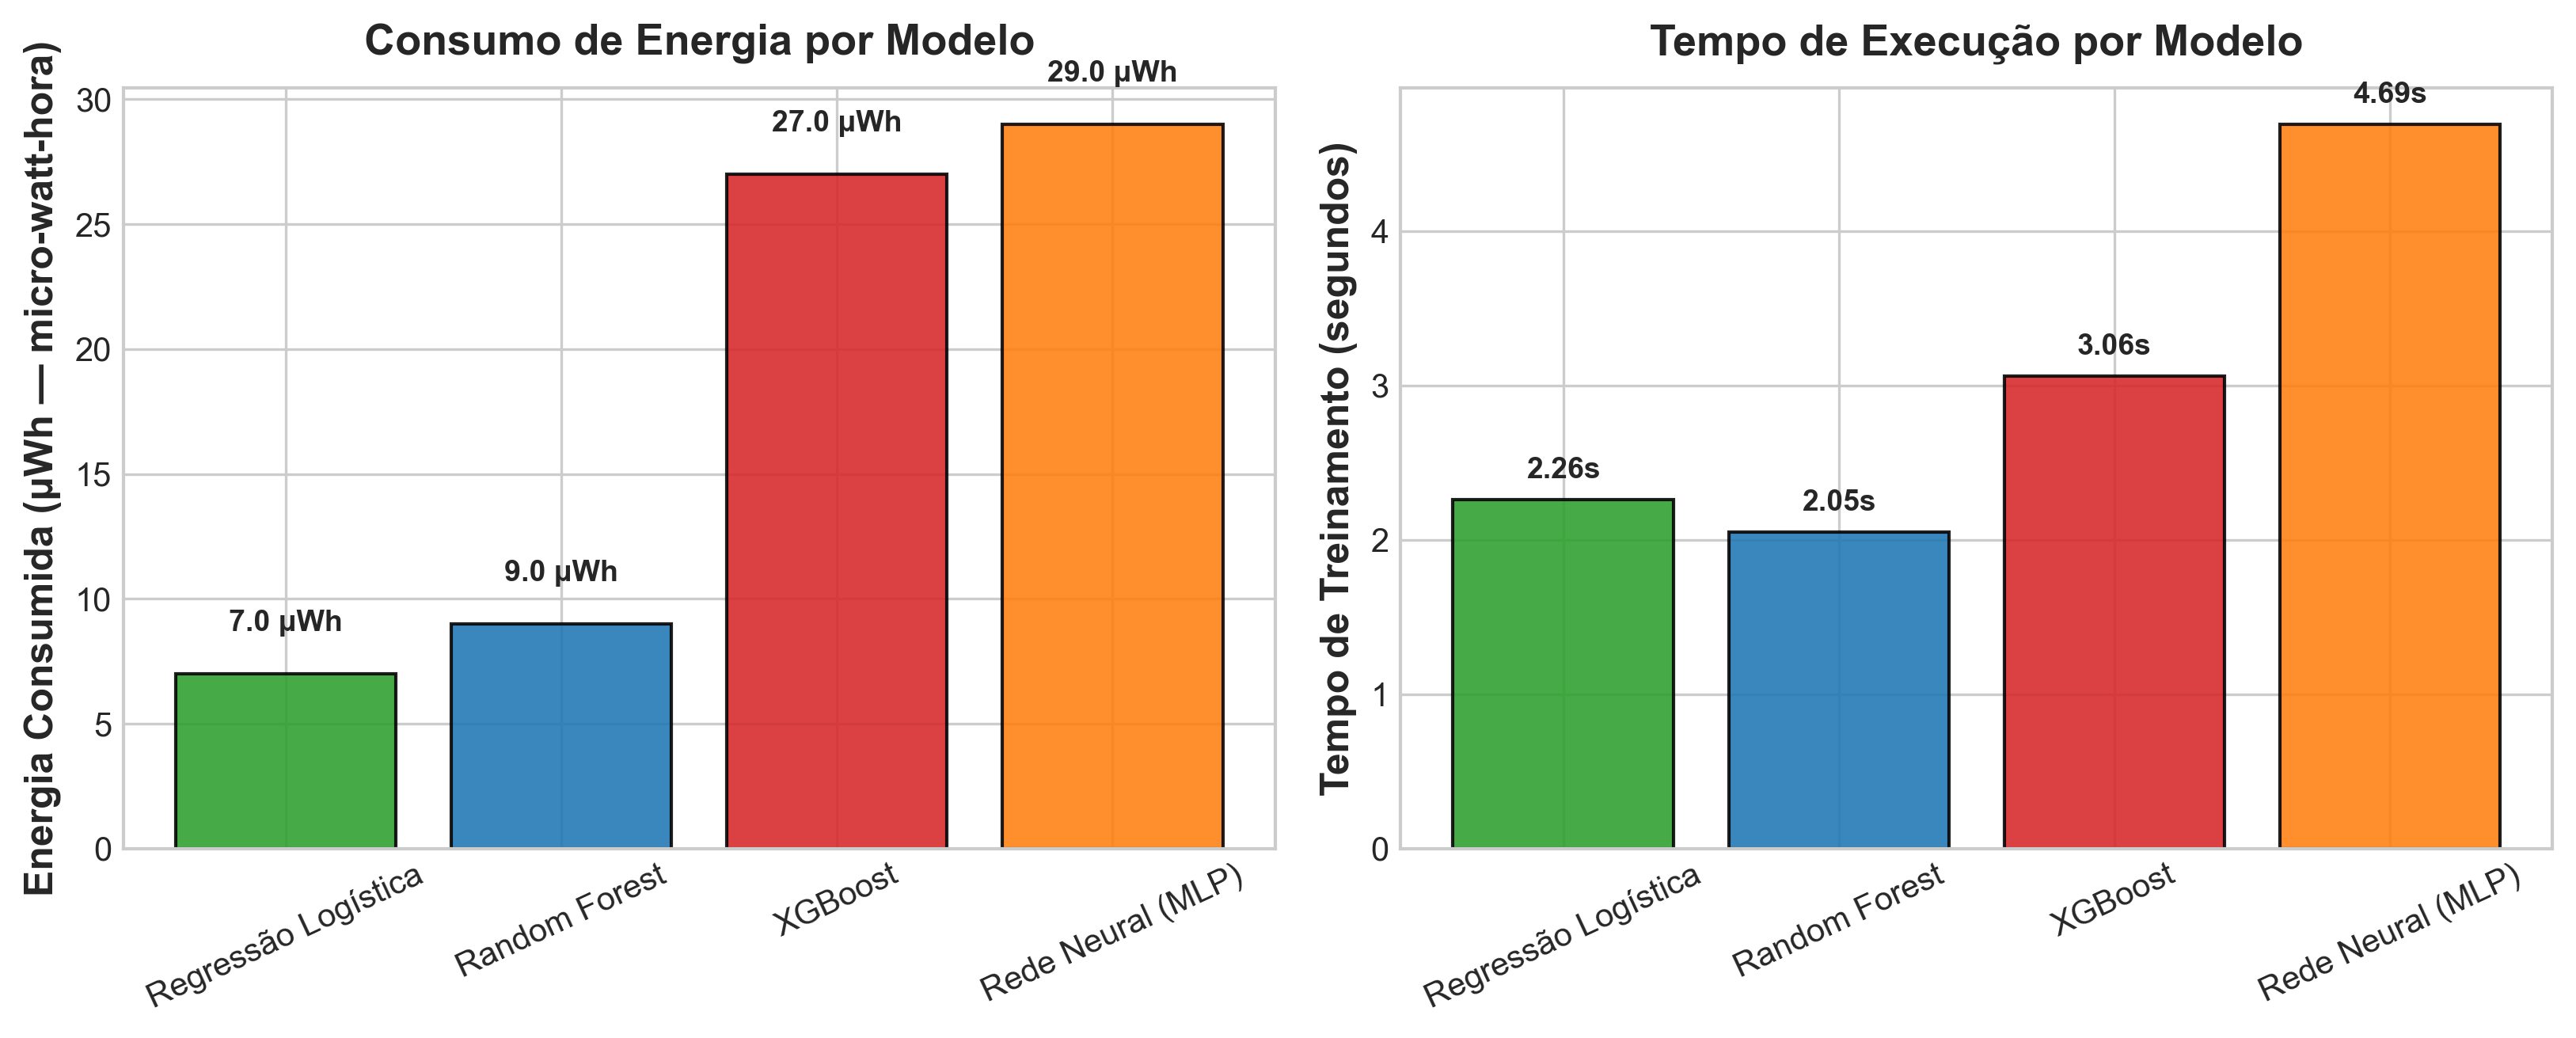 Consumo de Energia por Modelo
Energia Consumida (µWh — micro-watt-hora)
30
25
20
15
10
5
0
7.0 µWh
9.0 µWh
27.0 µWh
29.0 µWh
Regressão Logística
Random Forest
XGBoost
Rede Neural (MLP)
Tempo de Execução por Modelo
Tempo de Treinamento (segundos)
4
3
2
1
0
2.26s
2.05s
3.06s
4.69s
Regressão Logística
Random Forest
XGBoost
Rede Neural (MLP)